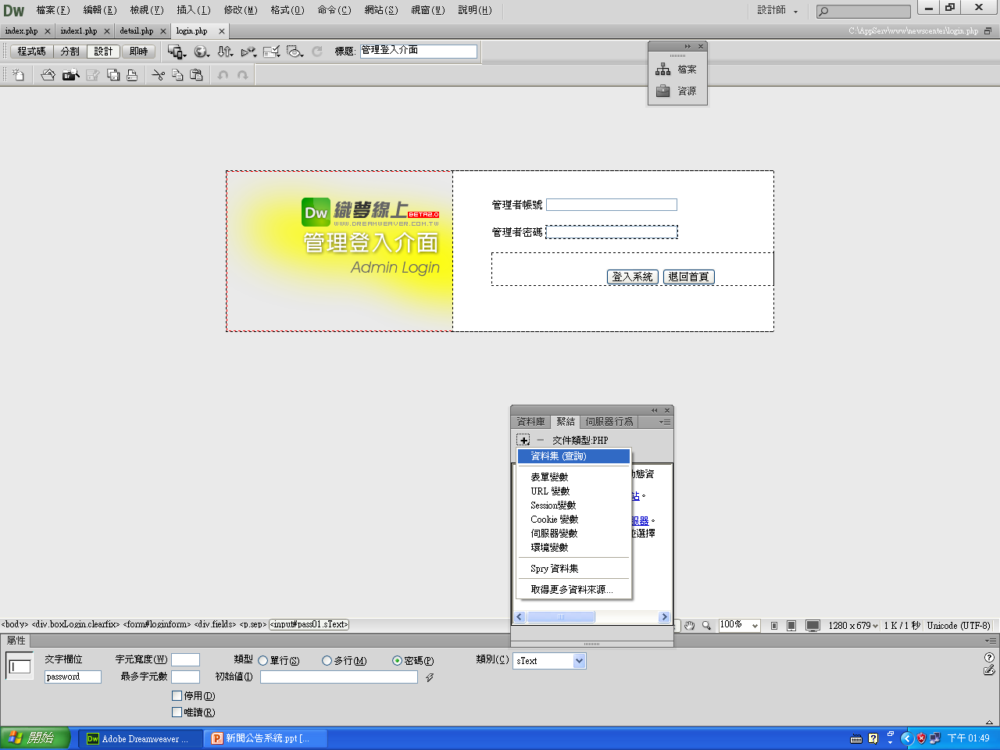 Dw 檔案(F) 編輯(E) 檢視(V) 插入(I) 修改(M) 格式(O) 命令(C) 網站(S) 視窗(W) 說明(H) 設計師
index.php index1.php detail.php login.php C:\AppServ\www\newscenter\login.php
程式碼 分割 設計 即時 標題: 管理登入介面
檔案
資源
Dw 織夢線上 BETA2.0
WWW.DREAMWEAVER.COM.TW
管理登入介面
Admin Login
管理者帳號
管理者密碼
登入系統 退回首頁
資料庫 繫結 伺服器行為
文件類型:PHP
資料集 (查詢)
表單變數
URL 變數
Session變數
Cookie 變數
伺服器變數
環境變數
Spry 資料集
取得更多資料來源...
態資
站。
服器。
選擇
<body> <div.boxLogin.clearfix> <form#loginform> <div.fields> <p.sep> <input#pass01.sText> 100% 1280 x 679 1 K / 1 秒 Unicode (UTF-8)
屬性
文字欄位 字元寬度(W) 類型 單行(S) 多行(M) 密碼(P) 類別(C) sText
password 最多字元數 初始值(I)
停用(D)
唯讀(R)
開始 Dw Adobe Dreamweaver ... 新聞公告系統.ppt [... 下午 01:49